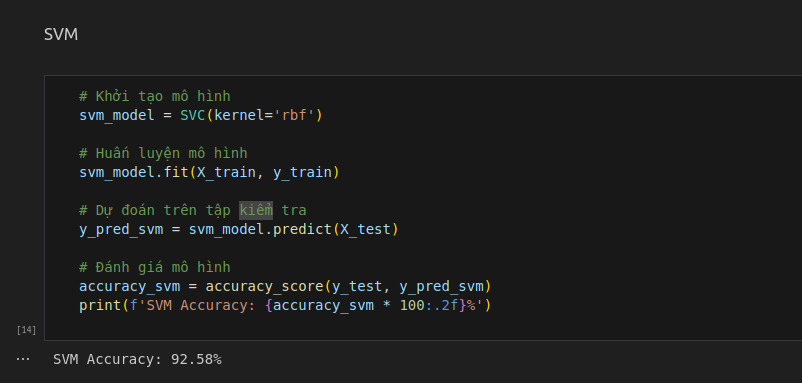 SVM
# Khởi tạo mô hình
svm_model = SVC(kernel='rbf')
# Huấn luyện mô hình
svm_model.fit(X_train, y_train)
# Dự đoán trên tập kiểm tra
y_pred_svm = svm_model.predict(X_test)
# Đánh giá mô hình
accuracy_svm = accuracy_score(y_test, y_pred_svm)
print(f'SVM Accuracy: {accuracy_svm * 100:.2f}%')
[14]
... SVM Accuracy: 92.58%